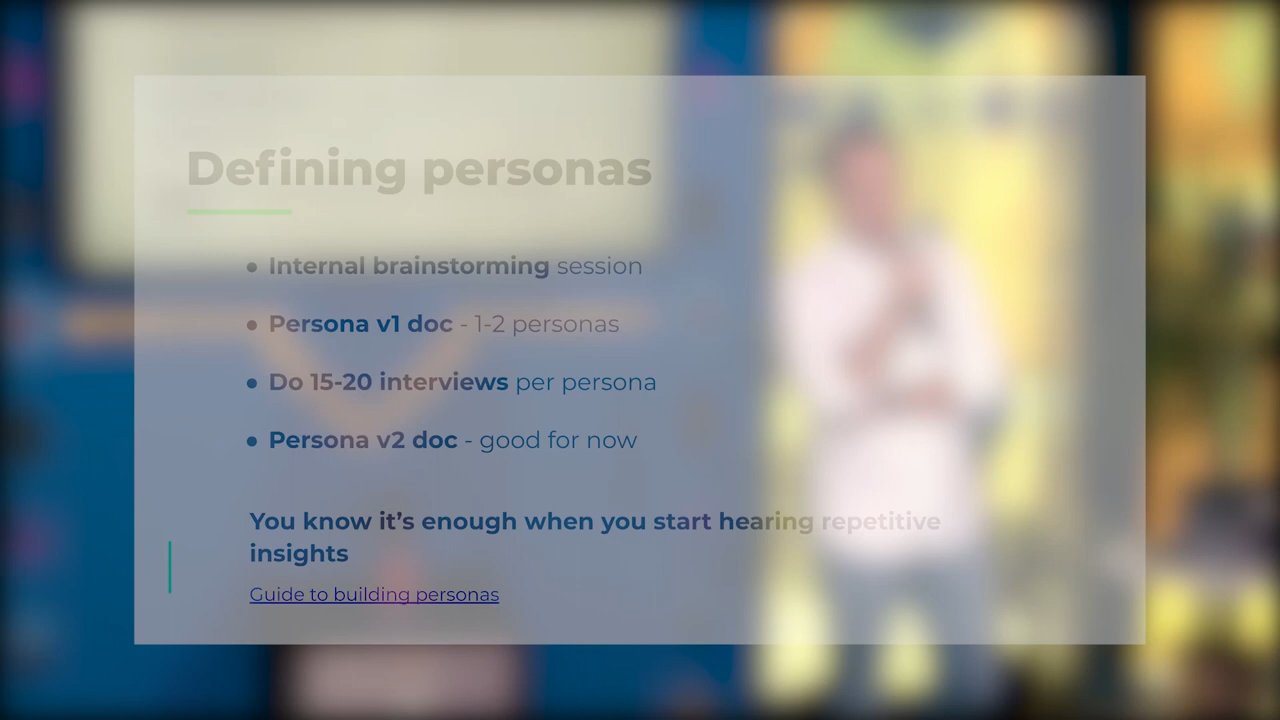 Defining personas
● Internal brainstorming session
● Persona v1 doc - 1-2 personas
● Do 15-20 interviews per persona
● Persona v2 doc - good for now
You know it’s enough when you start hearing repetitive
insights
Guide to building personas